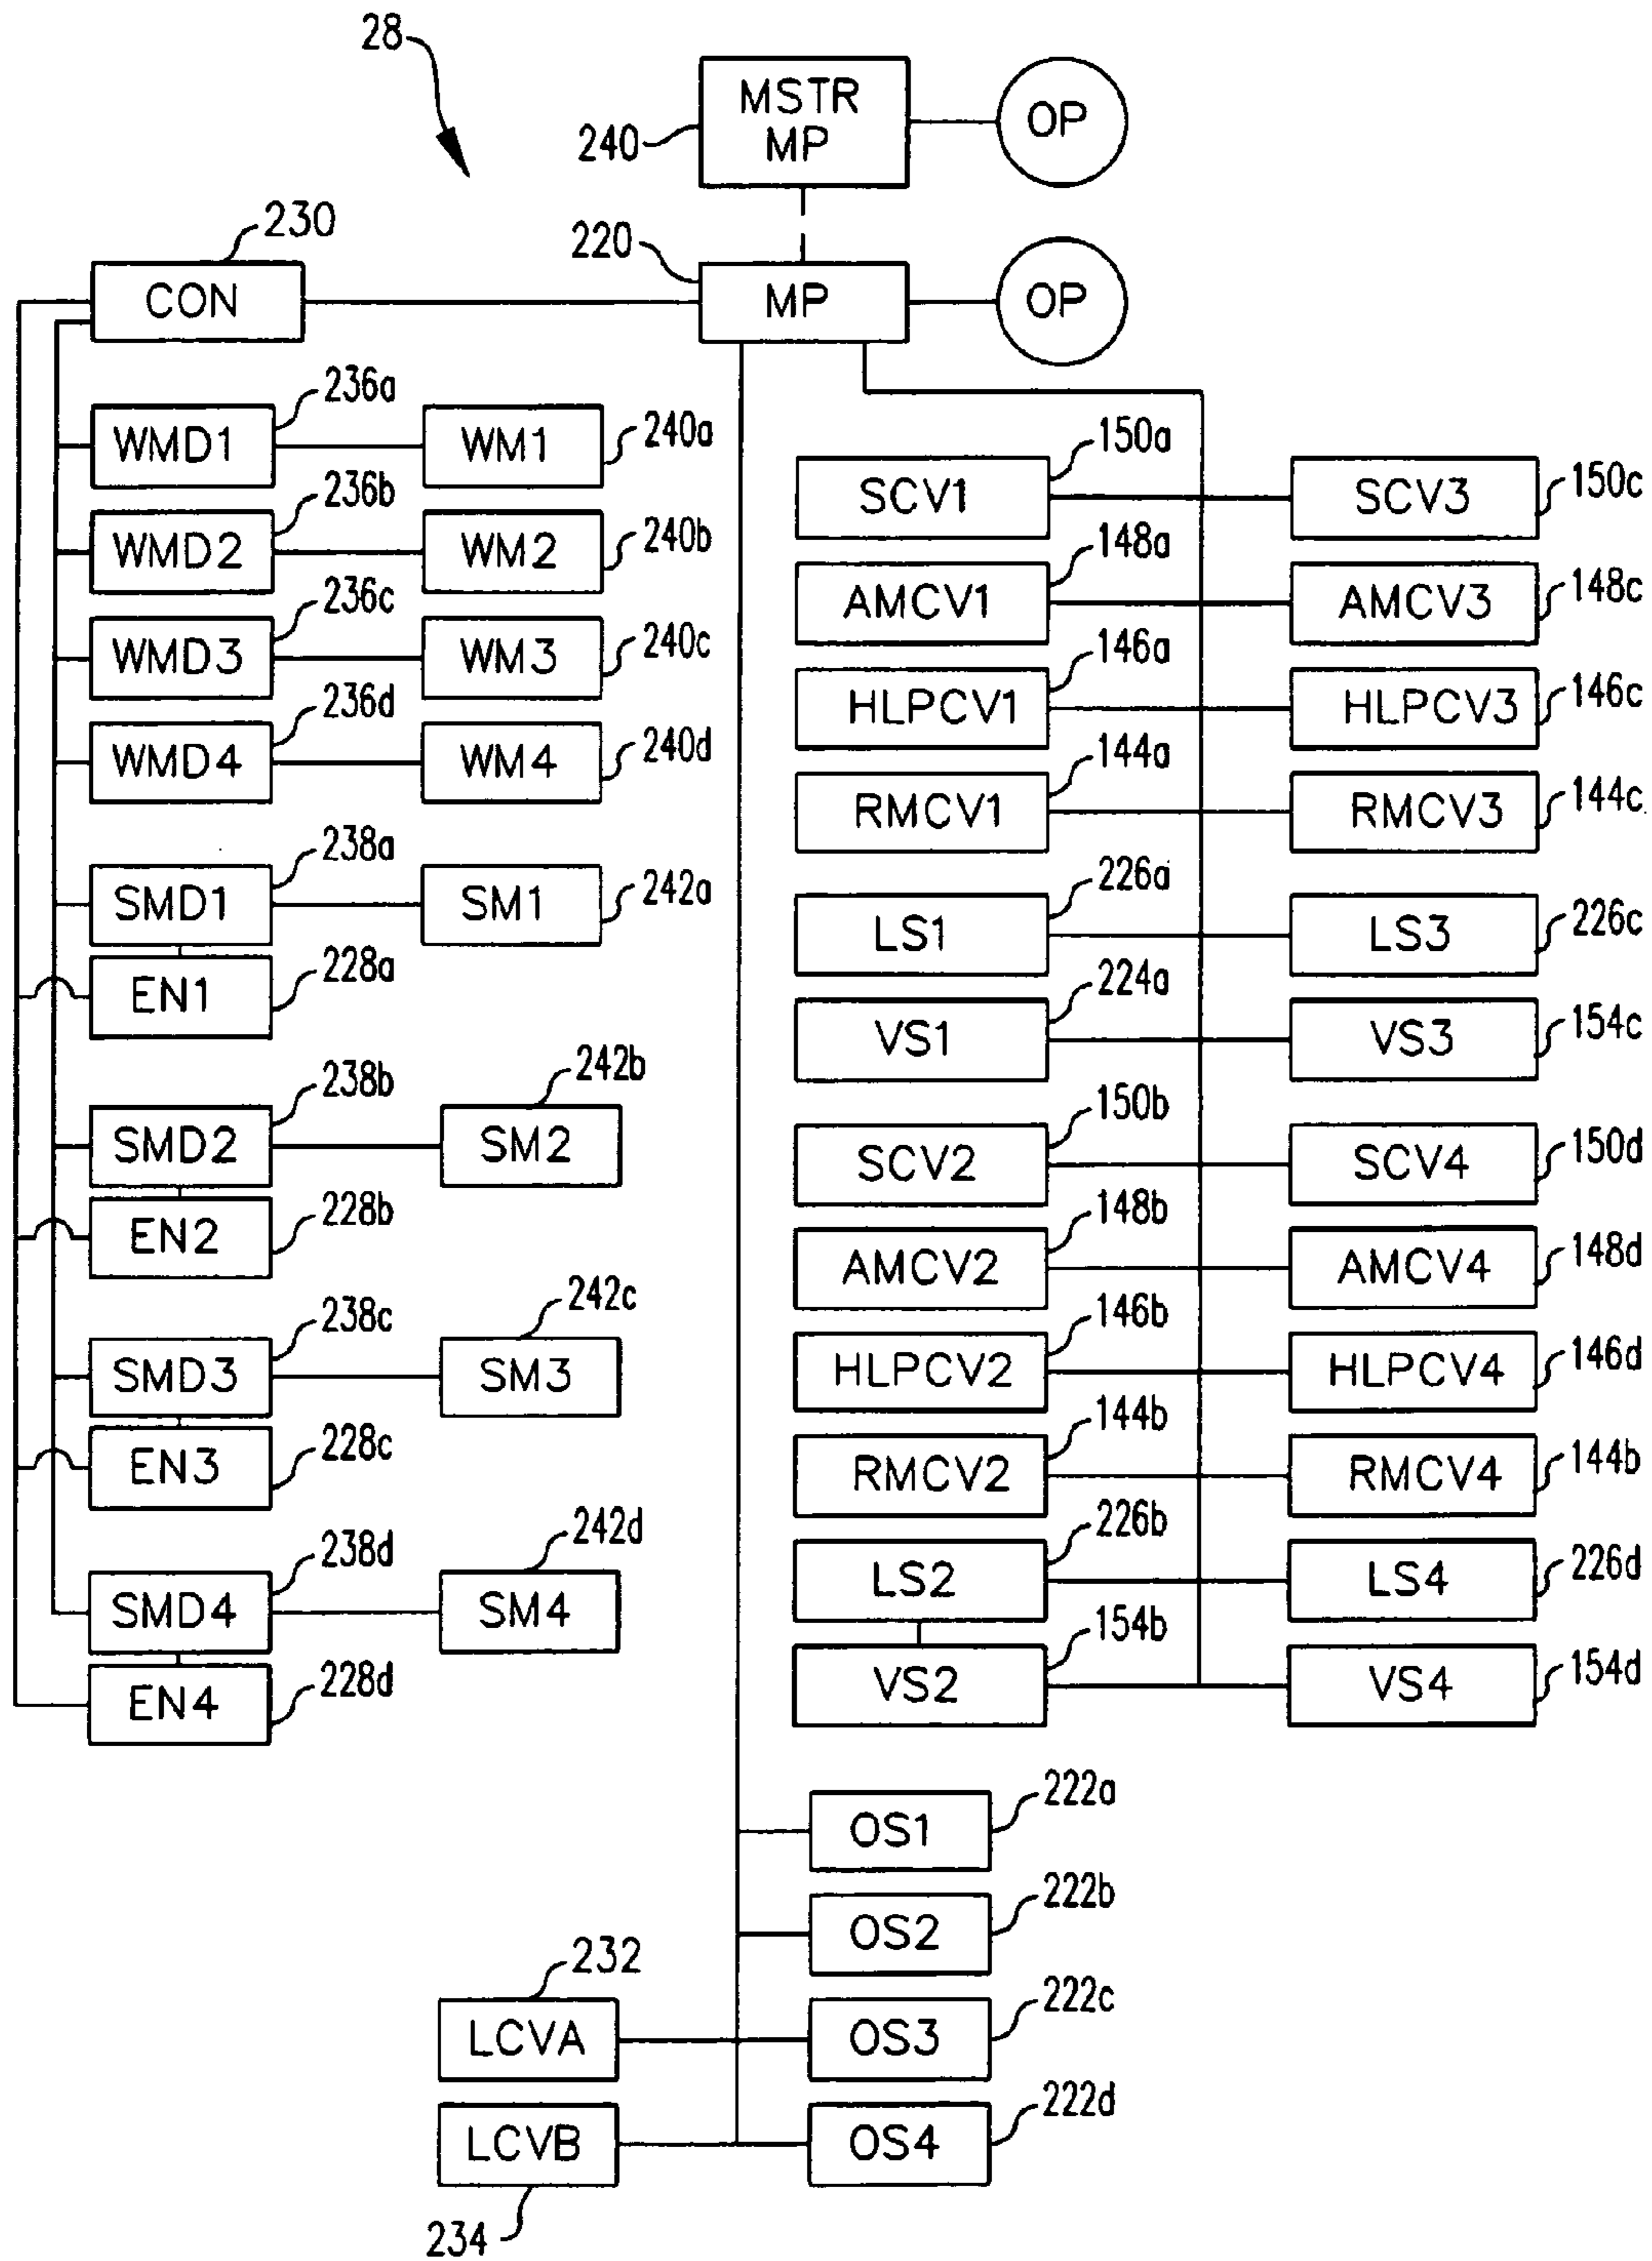 28
MSTR
MP
240
OP
230
CON
220
MP
OP
236a
WMD1
WM1
240a
236b
WMD2
WM2
240b
236c
WMD3
WM3
240c
236d
WMD4
WM4
240d
238a
SMD1
SM1
242a
EN1
228a
238b
SMD2
242b
SM2
EN2
228b
238c
SMD3
242c
SM3
EN3
228c
238d
SMD4
242d
SM4
EN4
228d
150a
SCV1
SCV3
150c
148a
AMCV1
AMCV3
148c
146a
HLPCV1
HLPCV3
146c
144a
RMCV1
RMCV3
144c
226a
LS1
LS3
226c
224a
VS1
VS3
154c
150b
SCV2
SCV4
150d
148b
AMCV2
AMCV4
148d
146b
HLPCV2
HLPCV4
146d
144b
RMCV2
RMCV4
144b
226b
LS2
LS4
226d
154b
VS2
VS4
154d
222a
OS1
222b
OS2
232
LCVA
222c
OS3
LCVB
234
222d
OS4